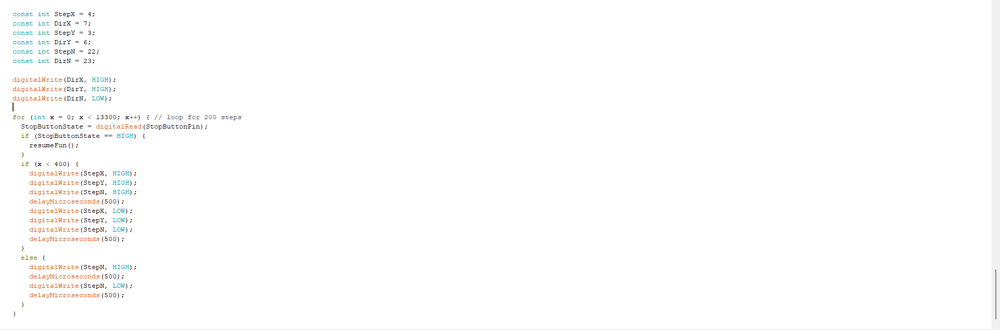 const int StepX = 4;
const int DirX = 7;
const int StepY = 3;
const int DirY = 6;
const int StepN = 22;
const int DirN = 23;

digitalWrite(DirX, HIGH);
digitalWrite(DirY, HIGH);
digitalWrite(DirN, LOW);

for (int x = 0; x < 13300; x++) { // loop for 200 steps
  StopButtonState = digitalRead(StopButtonPin);
  if (StopButtonState == HIGH) {
    resumeFun();
  }
  if (x < 400) {
    digitalWrite(StepX, HIGH);
    digitalWrite(StepY, HIGH);
    digitalWrite(StepN, HIGH);
    delayMicroseconds(500);
    digitalWrite(StepX, LOW);
    digitalWrite(StepY, LOW);
    digitalWrite(StepN, LOW);
    delayMicroseconds(500);
  }
  else {
    digitalWrite(StepN, HIGH);
    delayMicroseconds(500);
    digitalWrite(StepN, LOW);
    delayMicroseconds(500);
  }
}